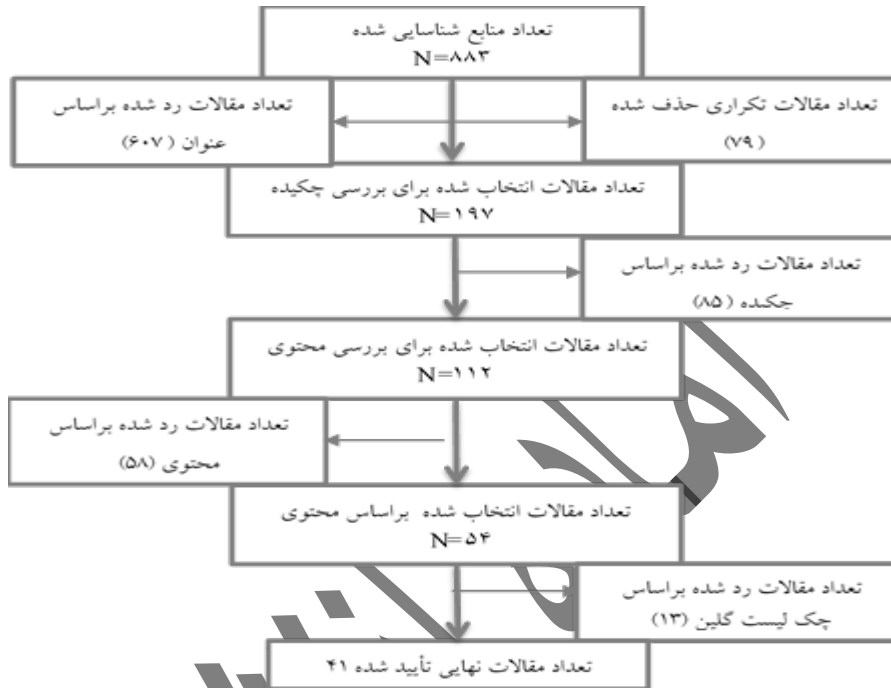 تعداد منابع شناسایی شده
N=۸۸۳
تعداد مقالات تکراری حذف شده
(۷۹)
تعداد مقالات رد شده براساس
عنوان (۶۰۷)
تعداد مقالات انتخاب شده برای بررسی چکیده
N=۱۹۷
تعداد مقالات رد شده براساس
چکیده (۸۵)
تعداد مقالات انتخاب شده برای بررسی محتوی
N=۱۱۲
تعداد مقالات رد شده براساس
محتوی (۵۸)
تعداد مقالات انتخاب شده براساس محتوی
N=۵۴
تعداد مقالات رد شده براساس
چک لیست گلین (۱۳)
تعداد مقالات نهایی تأیید شده ۴۱